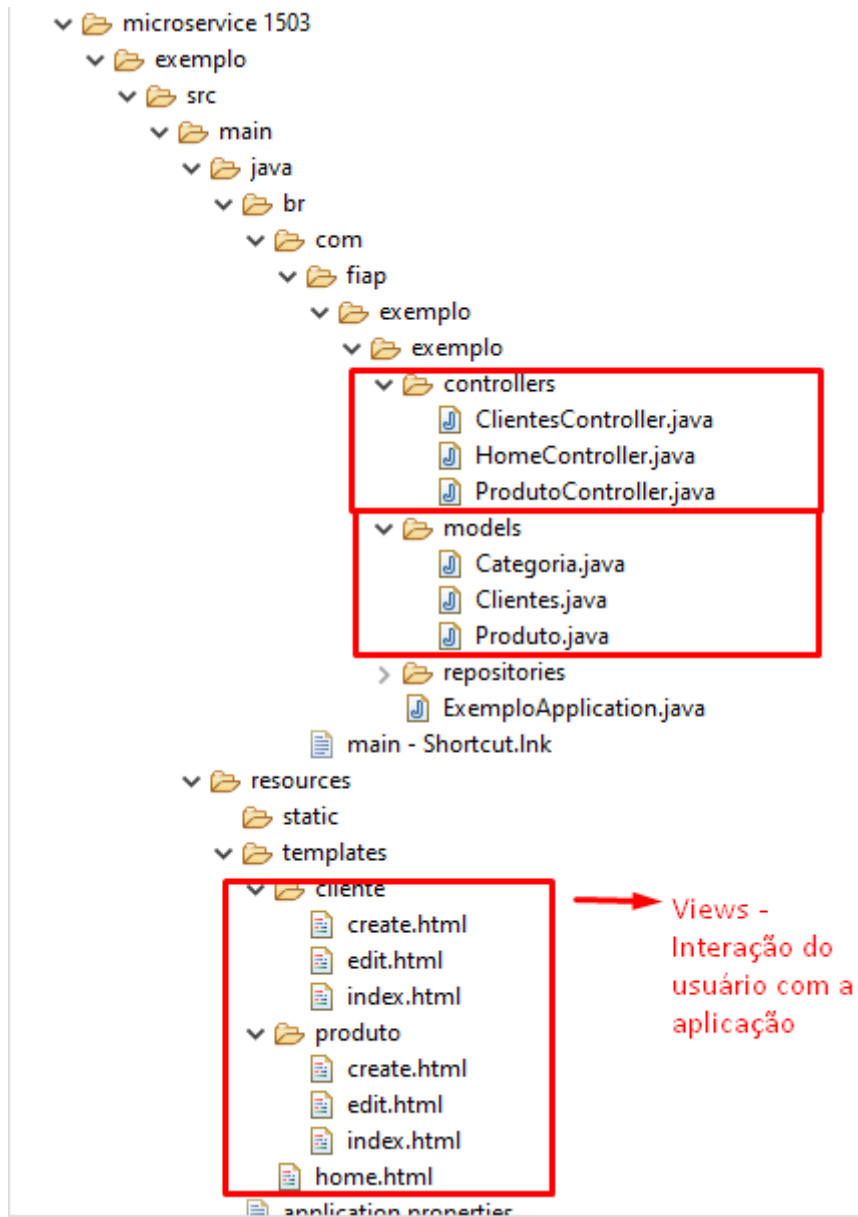 microservice 1503
exemplo
src
main
java
br
com
fiap
exemplo
exemplo
controllers
ClientesController.java
HomeController.java
ProdutoController.java
models
Categoria.java
Clientes.java
Produto.java
repositories
ExemploApplication.java
main - Shortcut.lnk
resources
static
templates
cliente
create.html
edit.html
index.html
produto
create.html
edit.html
index.html
home.html
application.properties
Views -
Interação do
usuário com a
aplicação